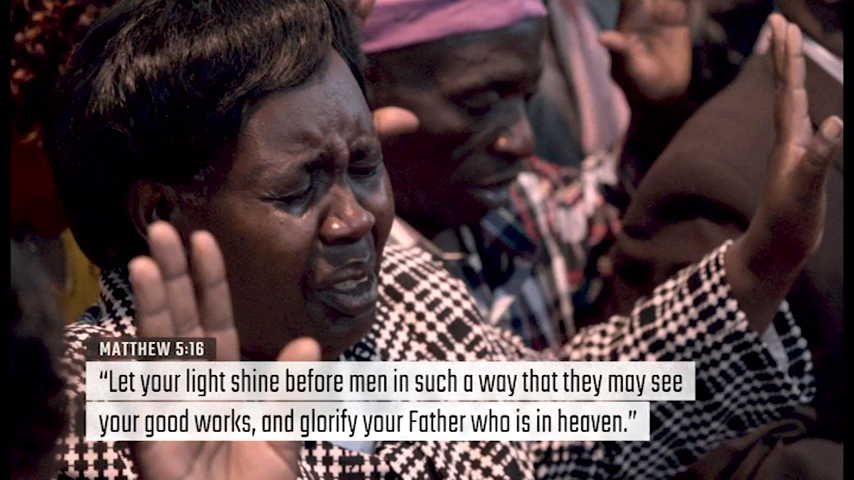 MATTHEW 5:16
“Let your light shine before men in such a way that they may see
your good works, and glorify your Father who is in heaven.”